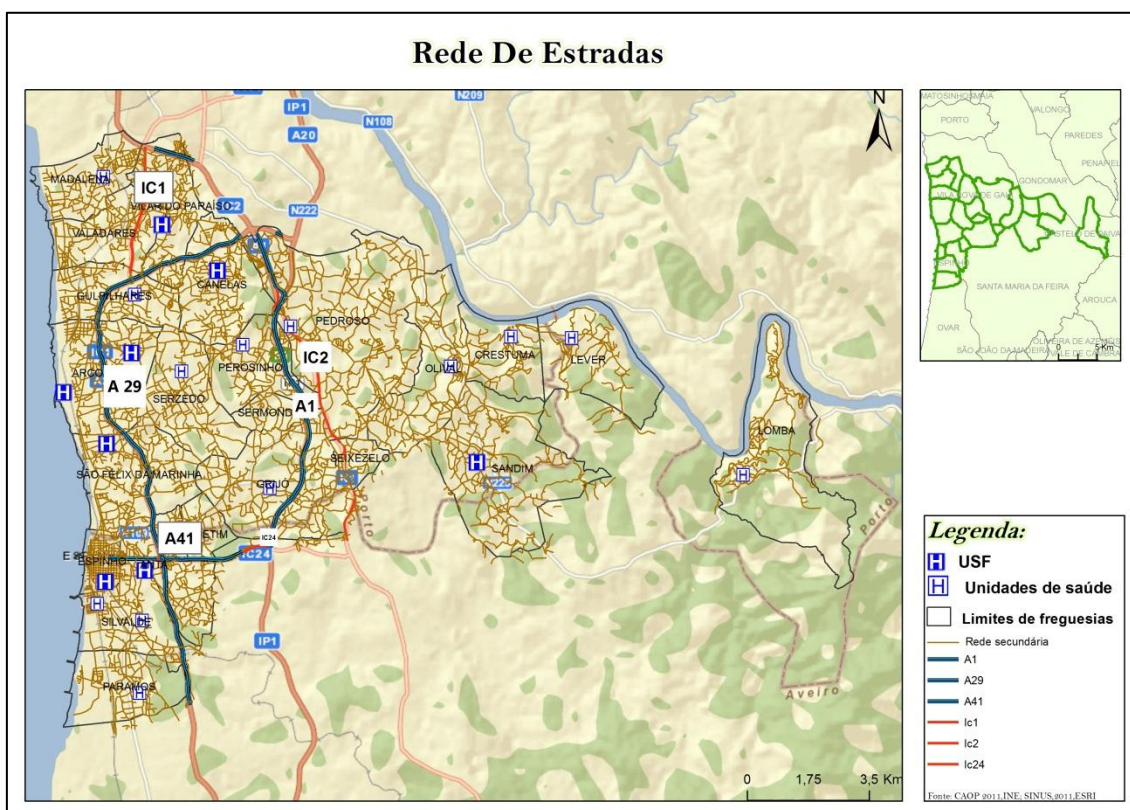 Rede De Estradas
IP1
A20
N209
N108
N
MADALENA
IC1
VILAR DO PARAÍSO
IC2
N222
VALADARES
CANELAS
GULPILHARES
PEDROSO
IC2
CRESTUMA
LEVER
OLIVAL
PEROSINHO
A 29
SERZEDO
A1
SERMOND
LOMBA
SEIXEZELO
SANDIM
SÃO FÉLIX DA MARINHA
GRIJÓ
Porto
Porto
A41
ETIM
IC24
IC24
ESPINHO
SILVALDE
IP1
PARAMOS
Aveiro
0 1,75 3,5 Km
MATOSINHOS
MAIA
VALONGO
PORTO
PAREDES
PENAFIEL
GONDOMAR
VILA NOVA DE GAIA
CASTELO DE PAIVA
ESPINHO
SANTA MARIA DA FEIRA
AROUCA
OVAR
OLIVEIRA DE AZEMÉIS
SÃO JOÃO DA MADEIRA
VALE DE CAMBRA
0 5 Km
Legenda:
H USF
H Unidades de saúde
Limites de freguesias
Rede secundária
A1
A29
A41
Ic1
Ic2
Ic24
Fonte: CAOP 2011,INE; SINUS,2011,ESRI